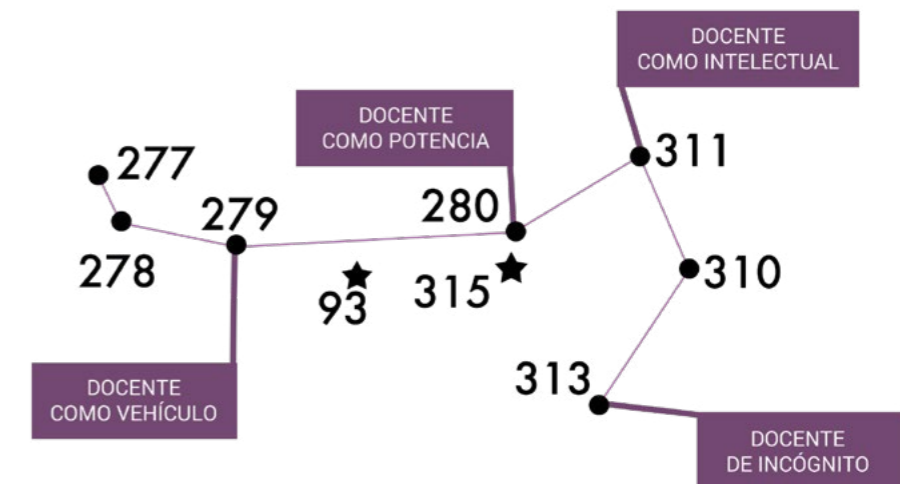 DOCENTE
COMO INTELECTUAL
DOCENTE
COMO POTENCIA
311
277
279
280
278
310
315
93
313
DOCENTE
COMO VEHÍCULO
DOCENTE
DE INCÓGNITO